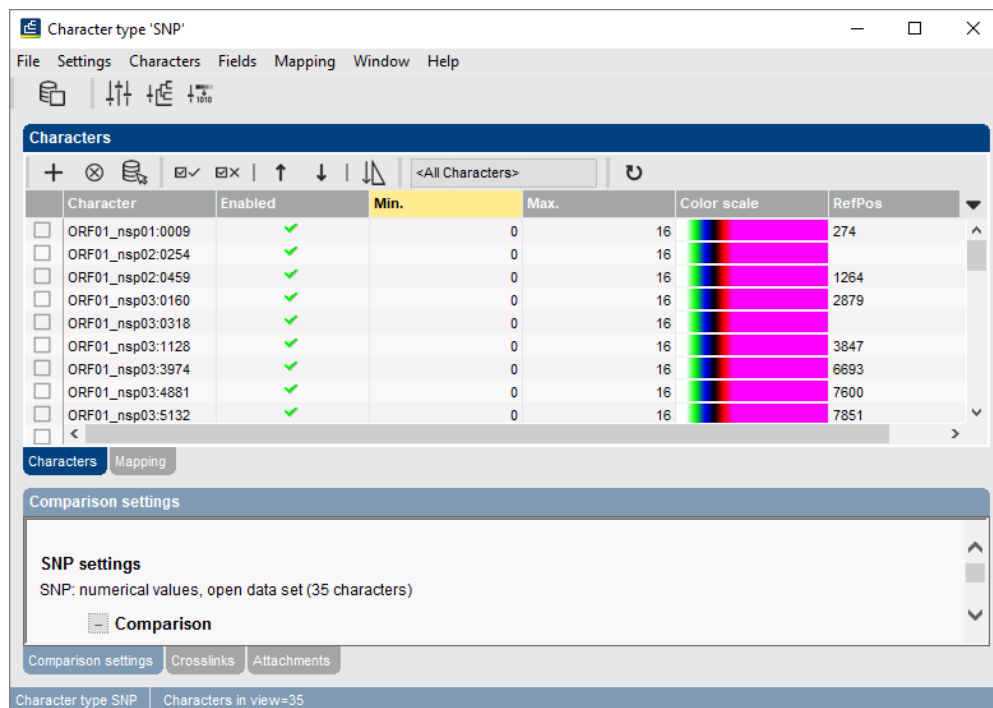 Character type 'SNP'
File Settings Characters Fields Mapping Window Help
1010
Characters
<All Characters>
Character Enabled Min. Max. Color scale RefPos
ORF01_nsp01:0009 0 16 274
ORF01_nsp02:0254 0 16
ORF01_nsp02:0459 0 16 1264
ORF01_nsp03:0160 0 16 2879
ORF01_nsp03:0318 0 16
ORF01_nsp03:1128 0 16 3847
ORF01_nsp03:3974 0 16 6693
ORF01_nsp03:4881 0 16 7600
ORF01_nsp03:5132 0 16 7851
Characters Mapping
Comparison settings
SNP settings
SNP: numerical values, open data set (35 characters)
Comparison
Comparison settings Crosslinks Attachments
Character type SNP Characters in view=35